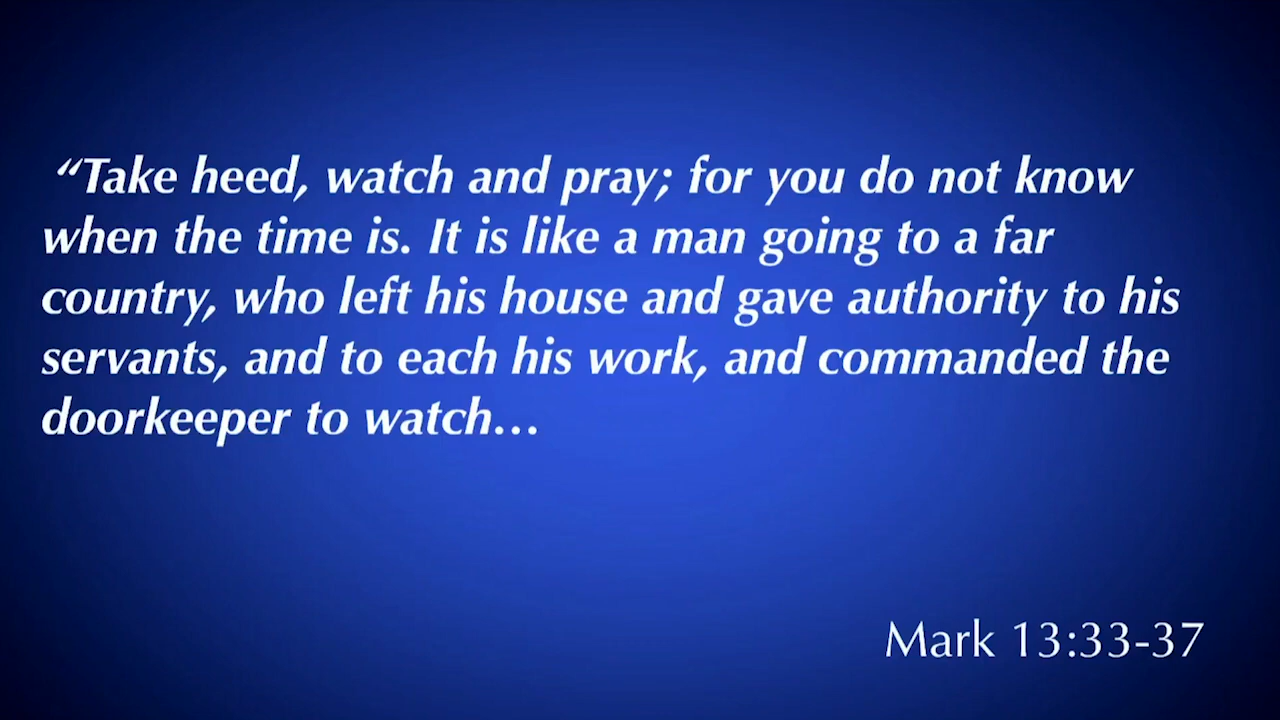 “Take heed, watch and pray; for you do not know
when the time is. It is like a man going to a far
country, who left his house and gave authority to his
servants, and to each his work, and commanded the
doorkeeper to watch…
Mark 13:33-37